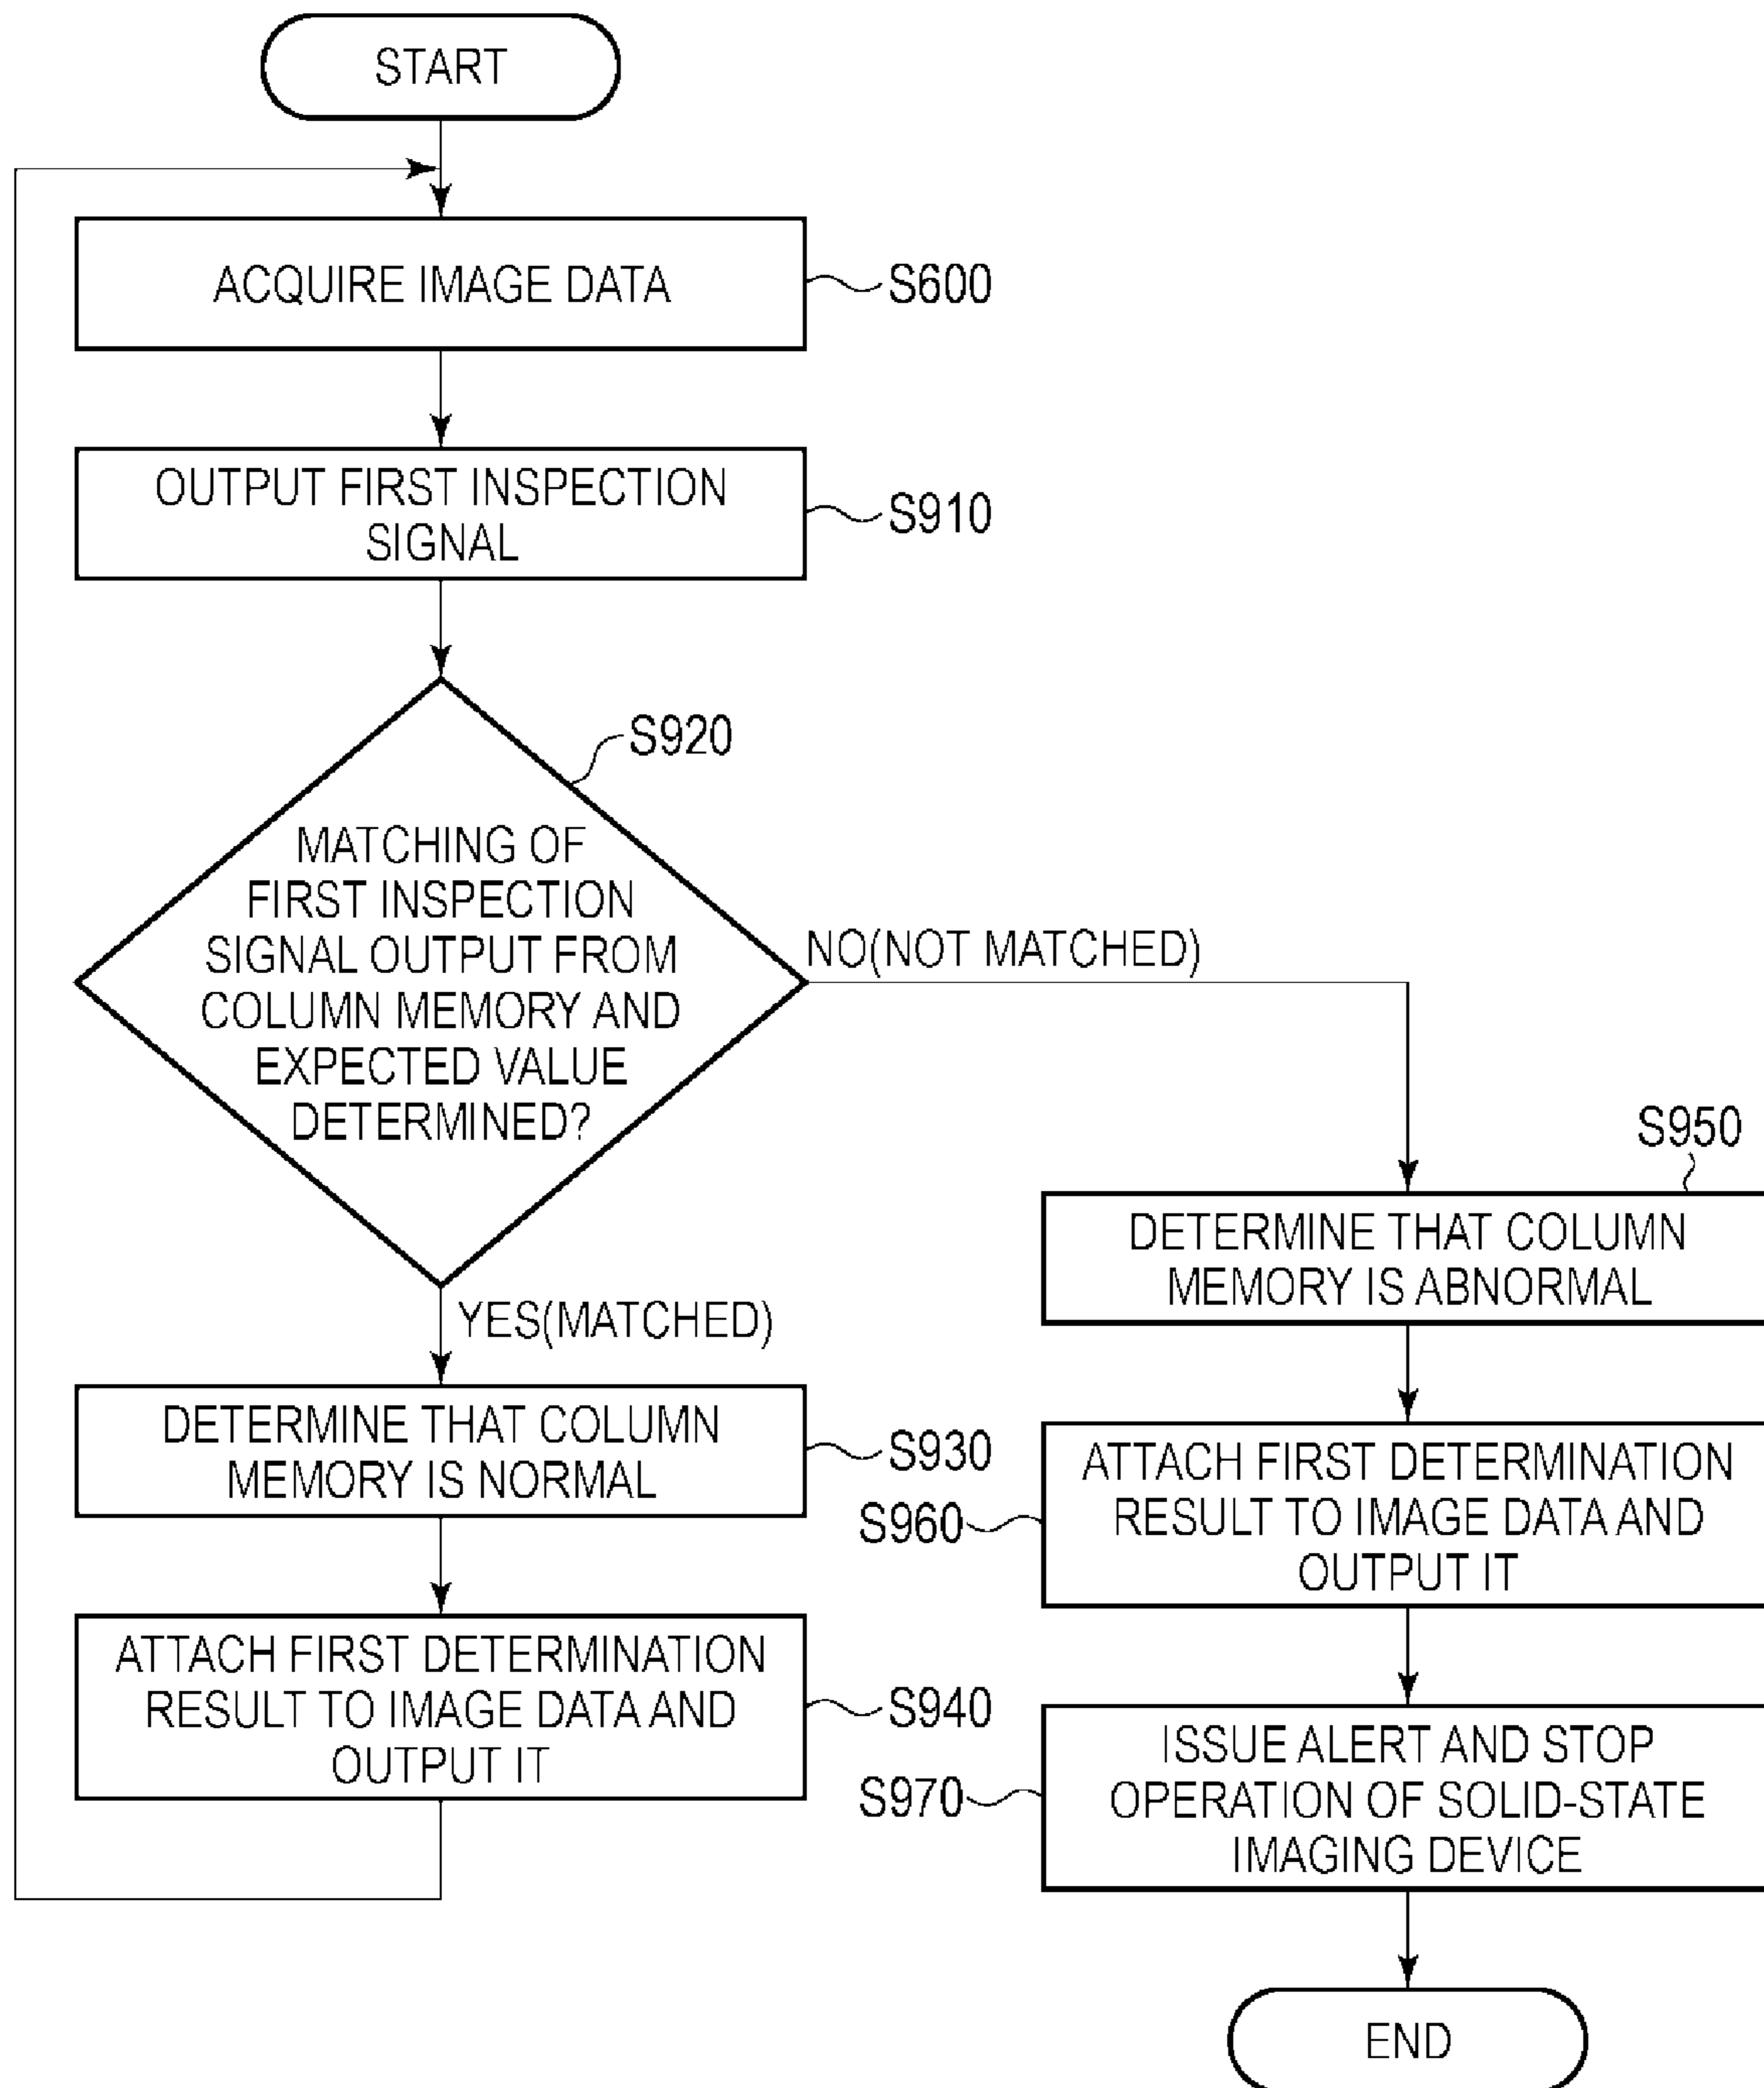 START
ACQUIRE IMAGE DATA
S600
OUTPUT FIRST INSPECTION
SIGNAL
S910
S920
MATCHING OF
FIRST INSPECTION
SIGNAL OUTPUT FROM
COLUMN MEMORY AND
EXPECTED VALUE
DETERMINED?
NO(NOT MATCHED)
YES(MATCHED)
DETERMINE THAT COLUMN
MEMORY IS NORMAL
S930
ATTACH FIRST DETERMINATION
RESULT TO IMAGE DATA AND
OUTPUT IT
S940
S950
DETERMINE THAT COLUMN
MEMORY IS ABNORMAL
ATTACH FIRST DETERMINATION
RESULT TO IMAGE DATA AND
OUTPUT IT
S960
ISSUE ALERT AND STOP
OPERATION OF SOLID-STATE
IMAGING DEVICE
S970
END